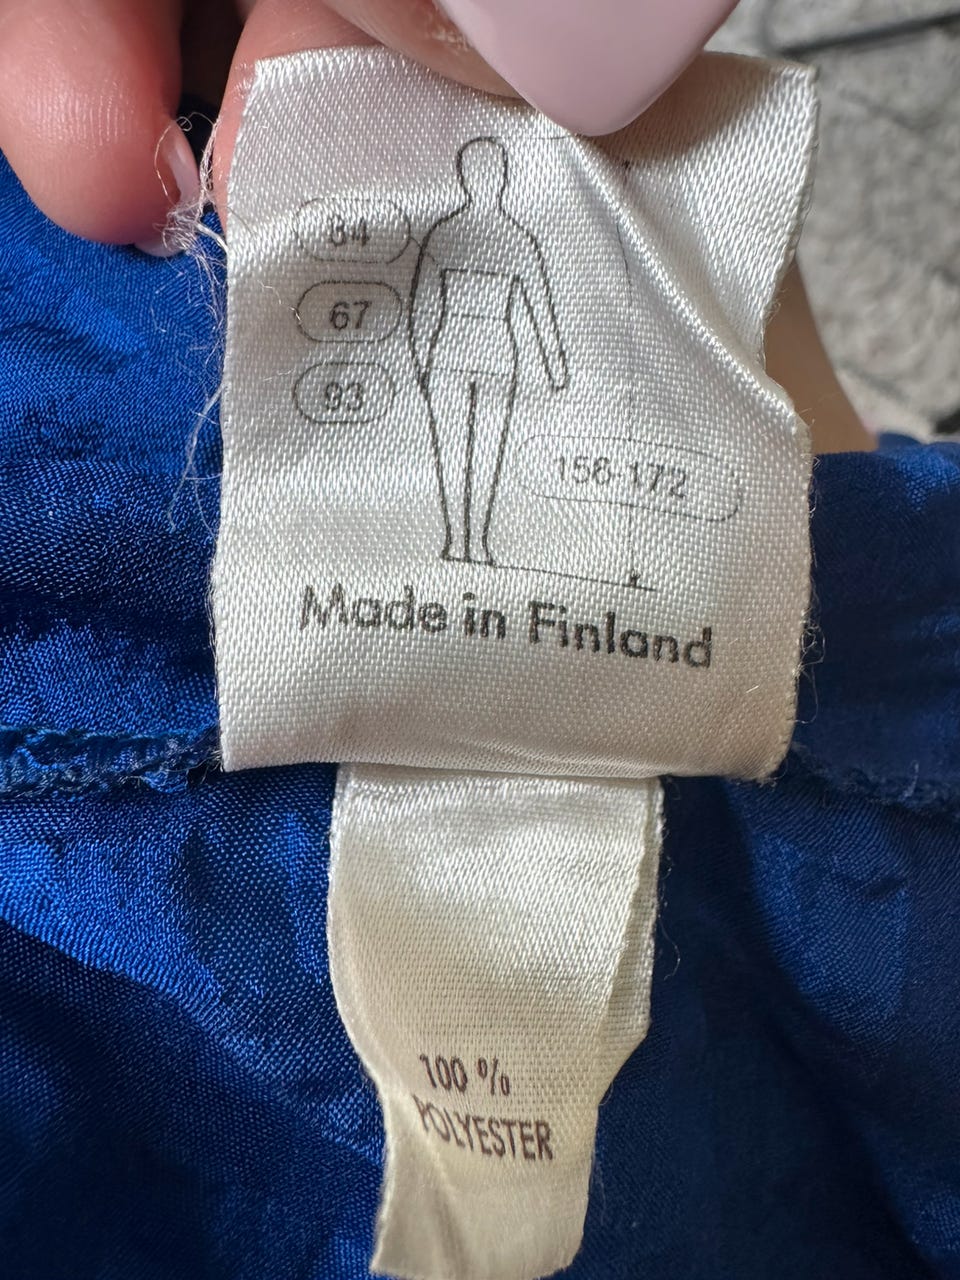 84
67
93
156-172
Made in Finland
100 %
POLYESTER